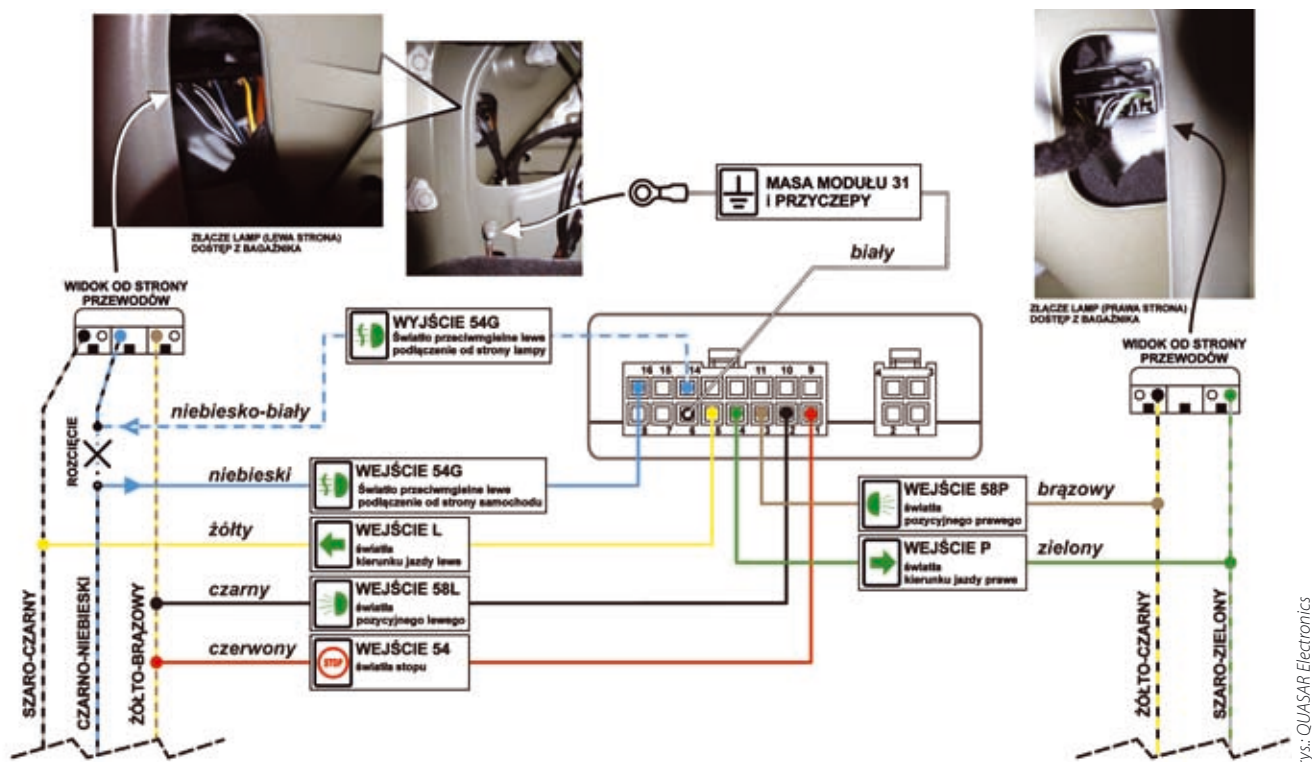 ZŁĄCZE LAMP (LEWA STRONA)
DOSTĘP Z BAGAŻNIKA
MASA MODUŁU 31
I PRZYCZEPY
biały
ZŁĄCZE LAMP (PRAWA STRONA)
DOSTĘP Z BAGAŻNIKA
WIDOK OD STRONY
PRZEWODÓW
WIDOK OD STRONY
PRZEWODÓW
WYJŚCIE 54G
Światło przeciwmgielne lewe
podłączenie od strony lampy
16 15 14 11 10 9
8 7 6 5 4 3 2 1
4 3
2 1
niebiesko-biały
ROZCIĘCIE
niebieski
WEJŚCIE 54G
Światło przeciwmgielne lewe
podłączenie od strony samochodu
żółty
WEJŚCIE L
światła
kierunku jazdy lewe
czarny
WEJŚCIE 58L
światła
pozycyjnego lewego
czerwony
STOP
WEJŚCIE 54
światła stopu
WEJŚCIE 58P
światła
pozycyjnego prawego
brązowy
WEJŚCIE P
światła
kierunku jazdy prawe
zielony
SZARO-CZARNY
CZARNO-NIEBIESKI
ŻÓŁTO-BRĄZOWY
ŻÓŁTO-CZARNY
SZARO-ZIELONY
rys.: QUASAR Electronics